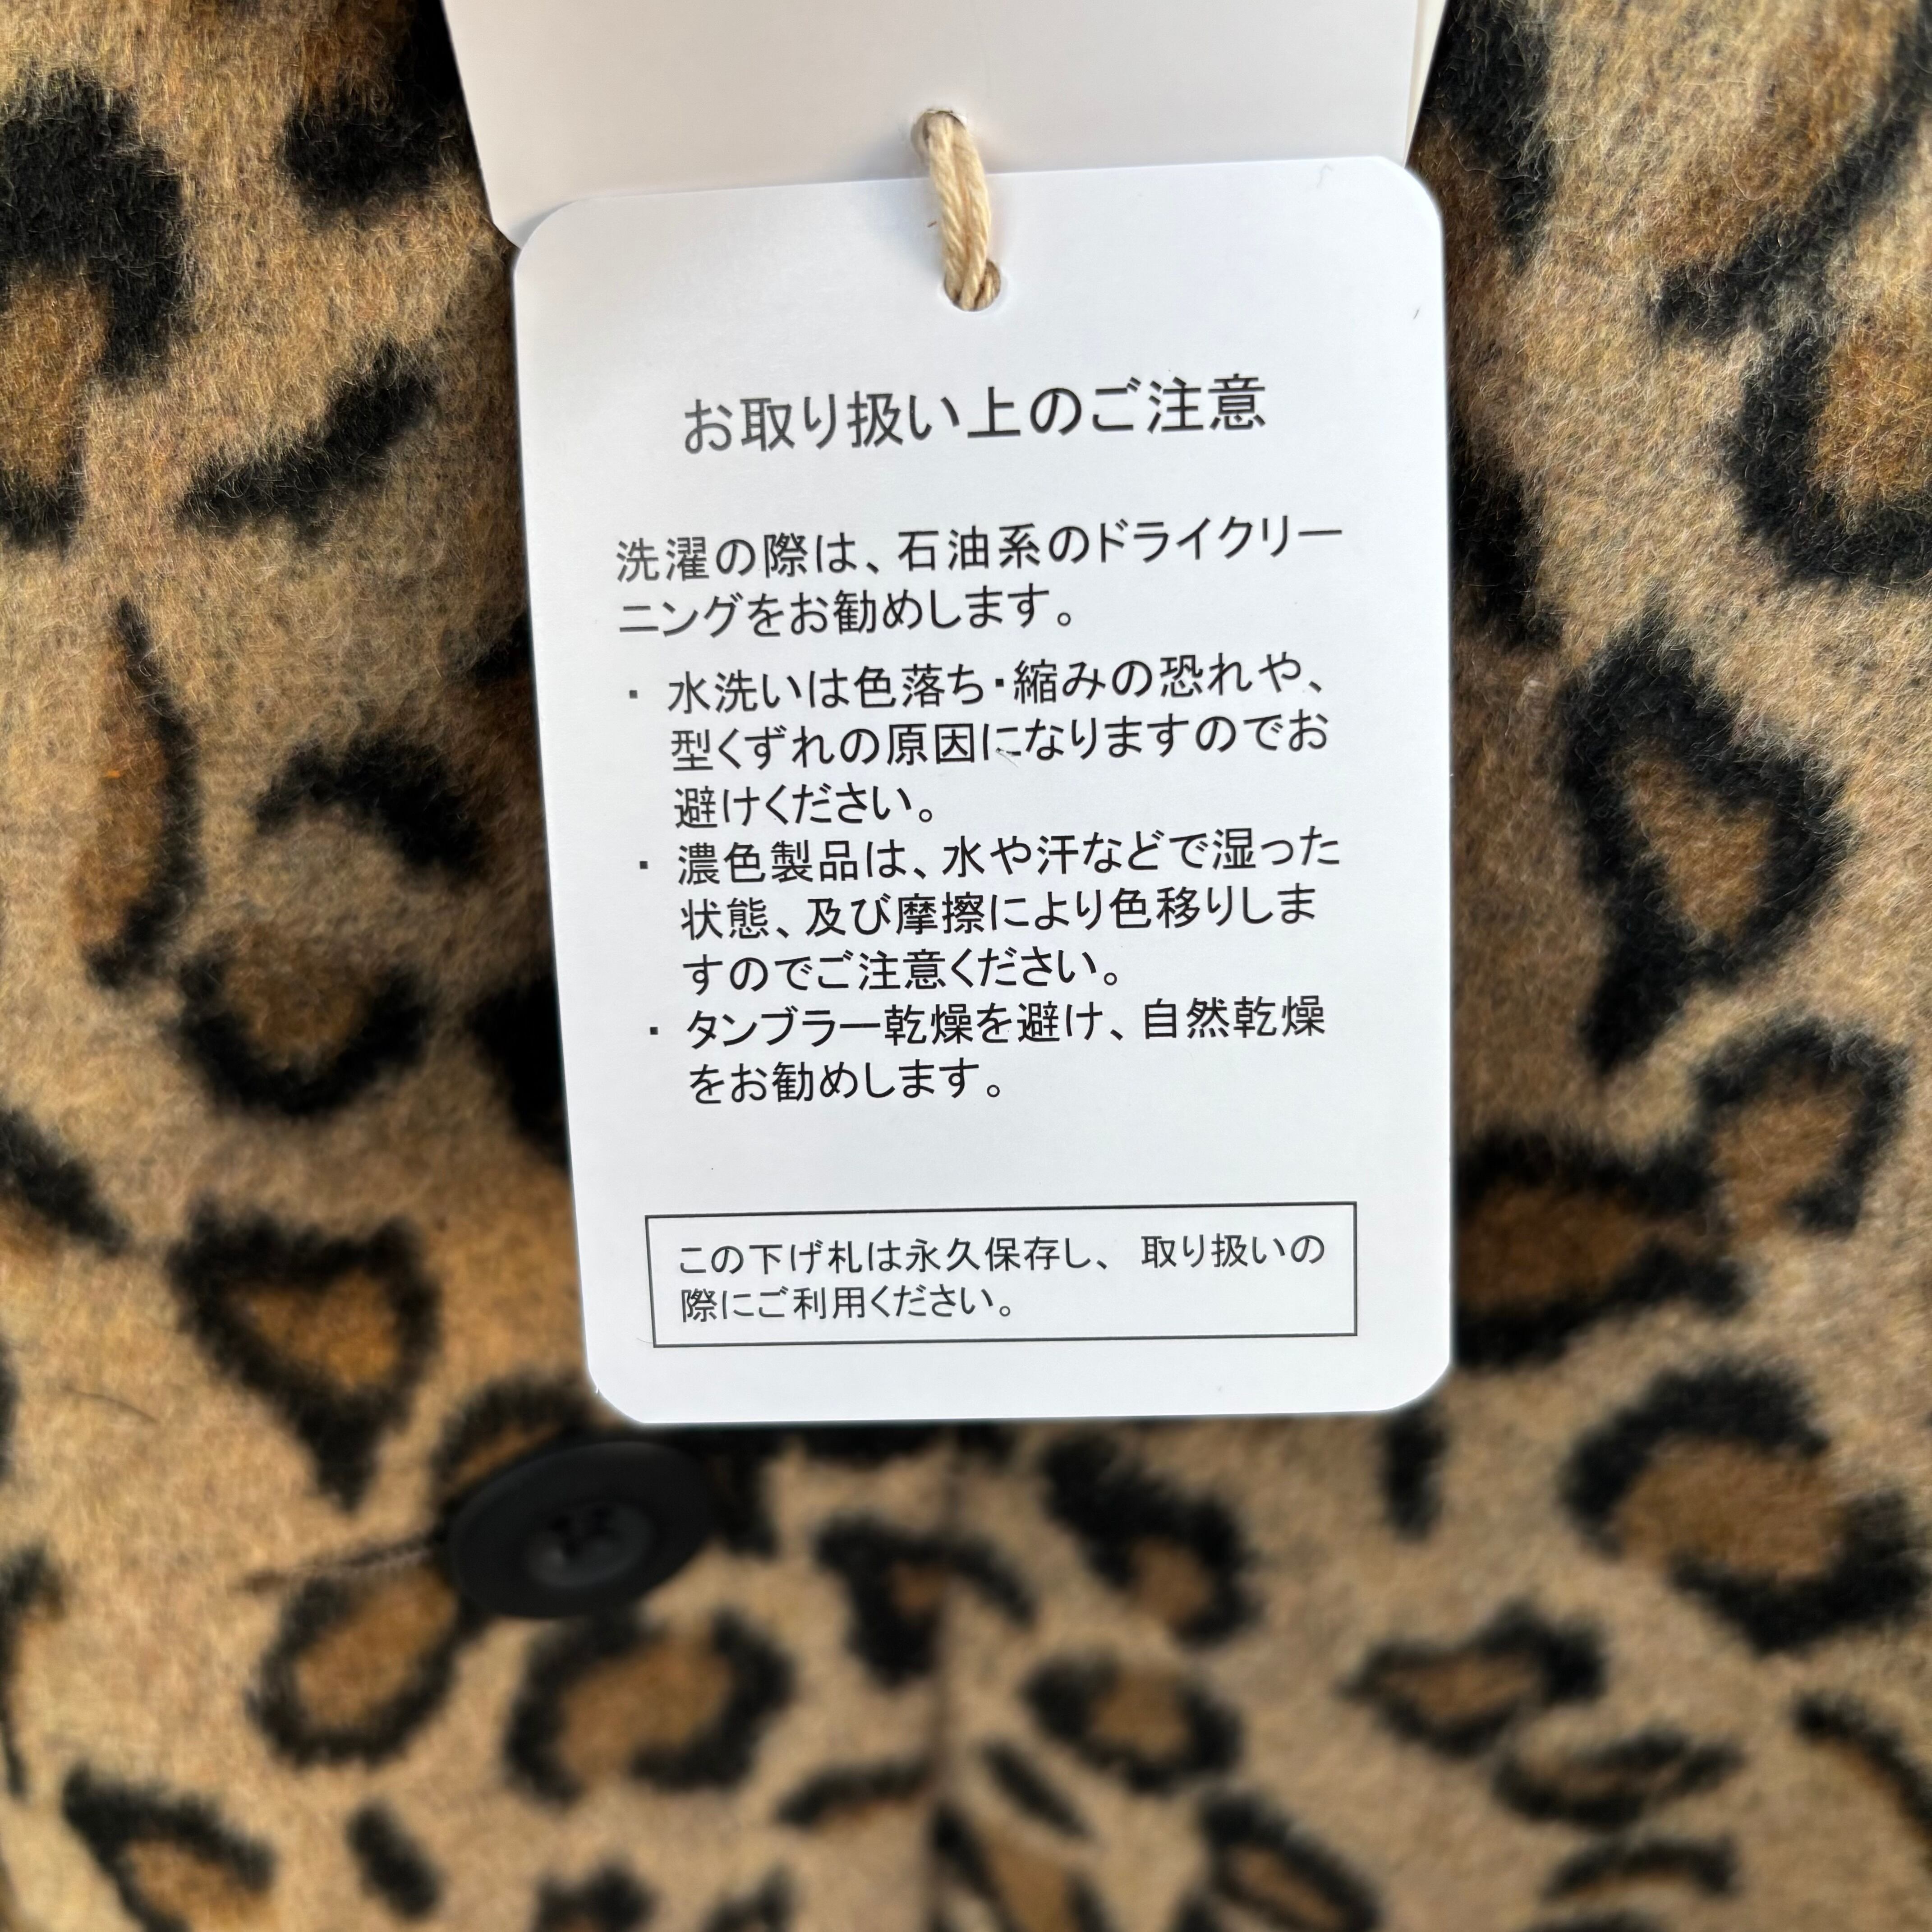 お取り扱い上のご注意
洗濯の際は、石油系のドライクリー
ニングをお勧めします。
・ 水洗いは色落ち・縮みの恐れや、
型くずれの原因になりますのでお
避けください。
・ 濃色製品は、水や汗などで湿った
状態、及び摩擦により色移りしま
すのでご注意ください。
・ タンブラー乾燥を避け、自然乾燥
をお勧めします。
この下げ札は永久保存し、 取り扱いの
際にご利用ください。